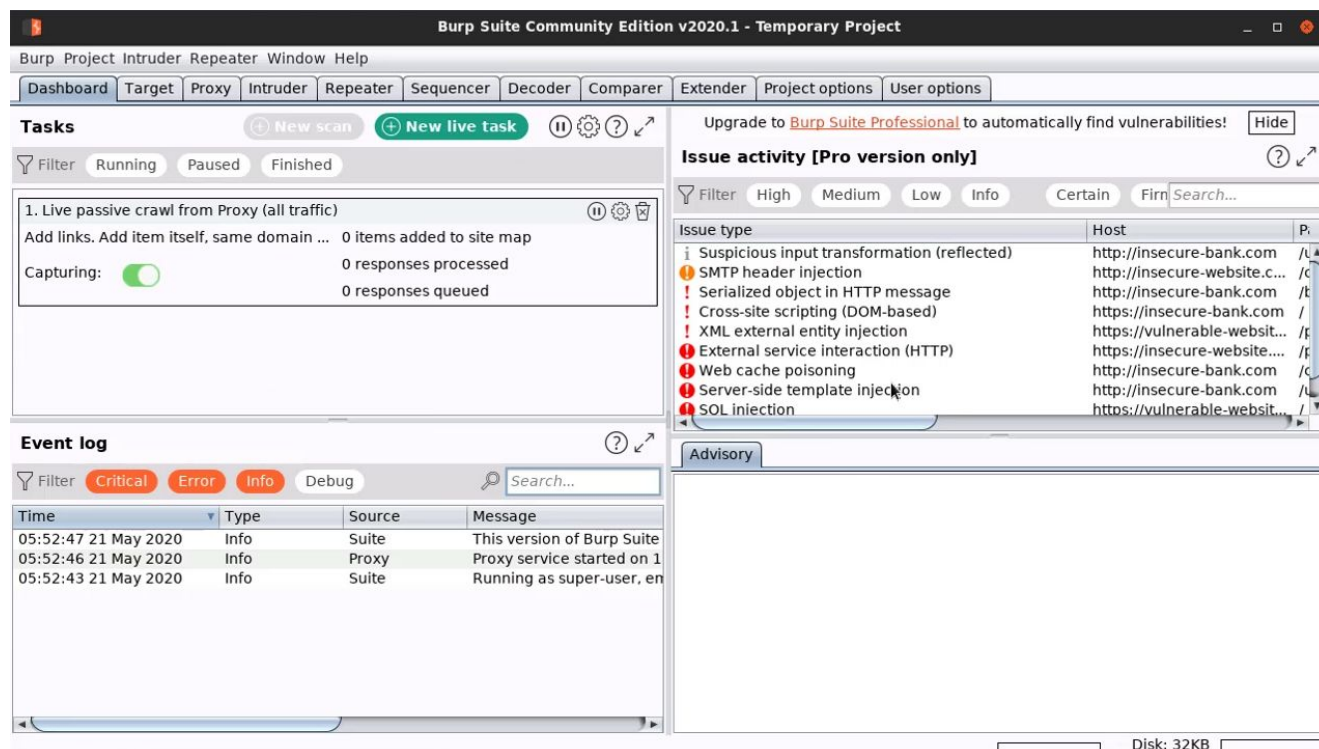 Burp Suite Community Edition v2020.1 - Temporary Project
Burp Project Intruder Repeater Window Help
Dashboard Target Proxy Intruder Repeater Sequencer Decoder Comparer Extender Project options User options
Tasks New scan New live task
Filter Running Paused Finished
1. Live passive crawl from Proxy (all traffic)
Add links. Add item itself, same domain ... 0 items added to site map
Capturing: 0 responses processed
0 responses queued
Event log
Filter Critical Error Info Debug Search...
Time Type Source Message
05:52:47 21 May 2020 Info Suite This version of Burp Suite
05:52:46 21 May 2020 Info Proxy Proxy service started on 1
05:52:43 21 May 2020 Info Suite Running as super-user, em
Upgrade to Burp Suite Professional to automatically find vulnerabilities! Hide
Issue activity [Pro version only]
Filter High Medium Low Info Certain Firm Search...
Issue type Host
Suspicious input transformation (reflected) http://insecure-bank.com
SMTP header injection http://insecure-website.c...
Serialized object in HTTP message http://insecure-bank.com
Cross-site scripting (DOM-based) https://insecure-bank.com /
XML external entity injection https://vulnerable-websit...
External service interaction (HTTP) https://insecure-website....
Web cache poisoning http://insecure-bank.com
Server-side template injection http://insecure-bank.com
SQL injection https://vulnerable-websit... /
Advisory
Disk: 32KB